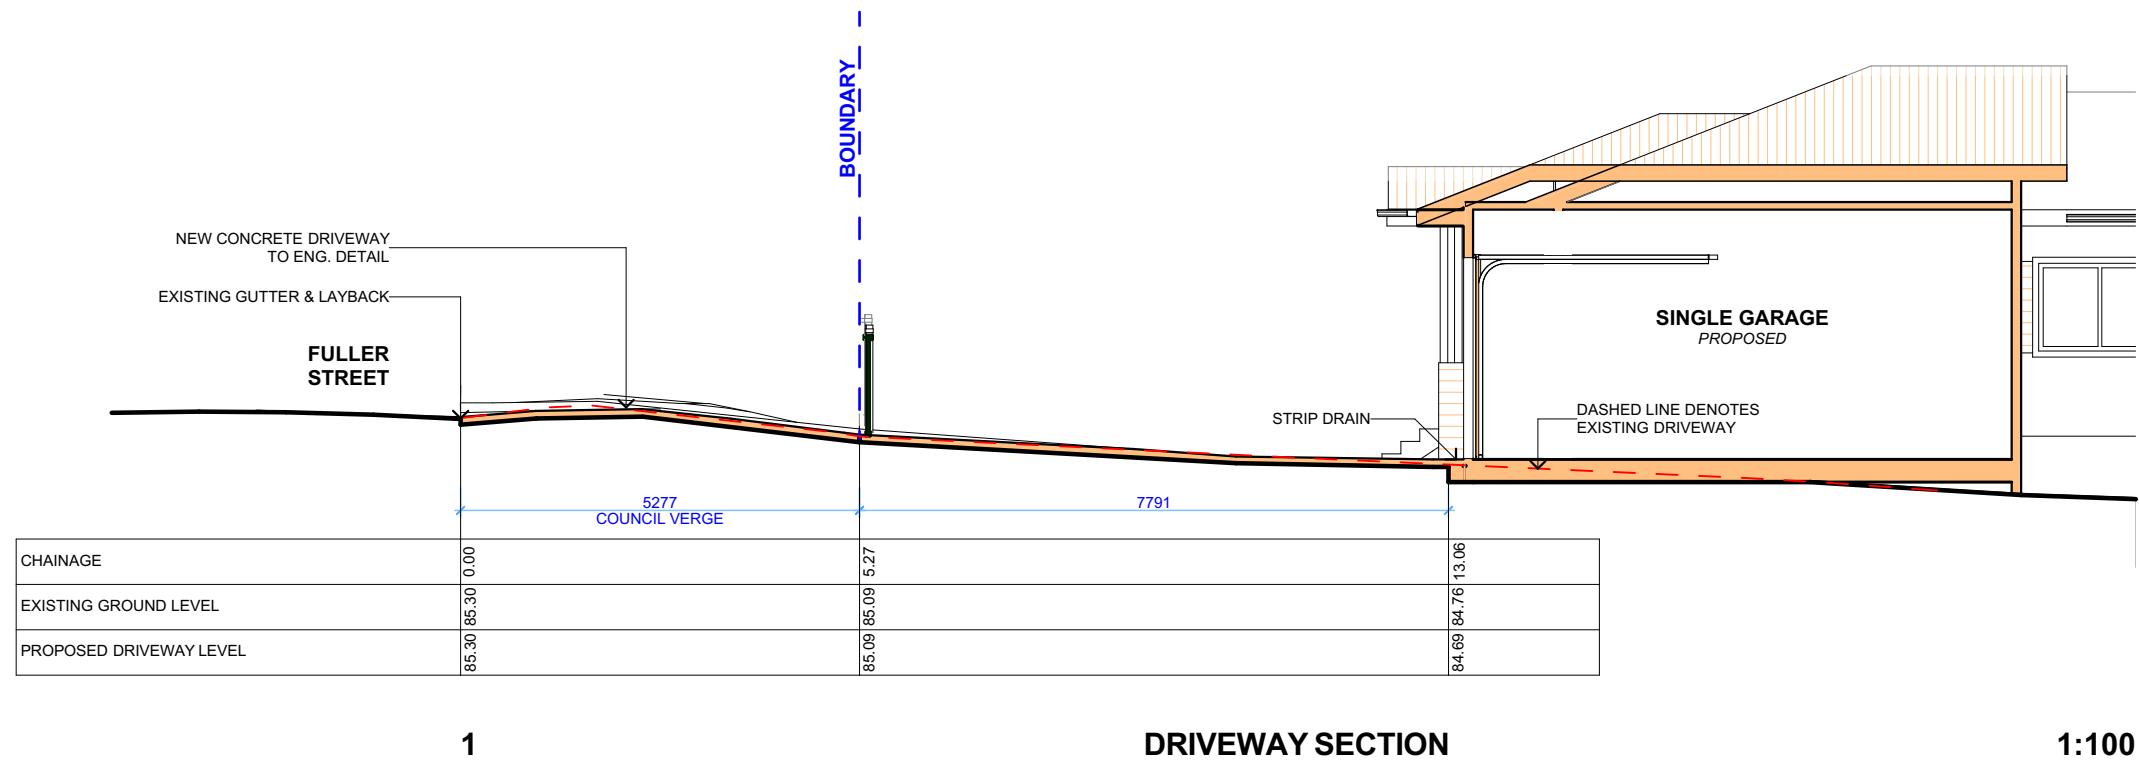 BOUNDARY
NEW CONCRETE DRIVEWAY
TO ENG. DETAIL
EXISTING GUTTER & LAYBACK
FULLER
STREET
SINGLE GARAGE
PROPOSED
STRIP DRAIN
DASHED LINE DENOTES
EXISTING DRIVEWAY
5277
COUNCIL VERGE
7791
CHAINAGE 0.00 5.27 13.06
EXISTING GROUND LEVEL 85.30 85.09 84.76
PROPOSED DRIVEWAY LEVEL 85.30 85.09 84.69
1 DRIVEWAY SECTION 1:100